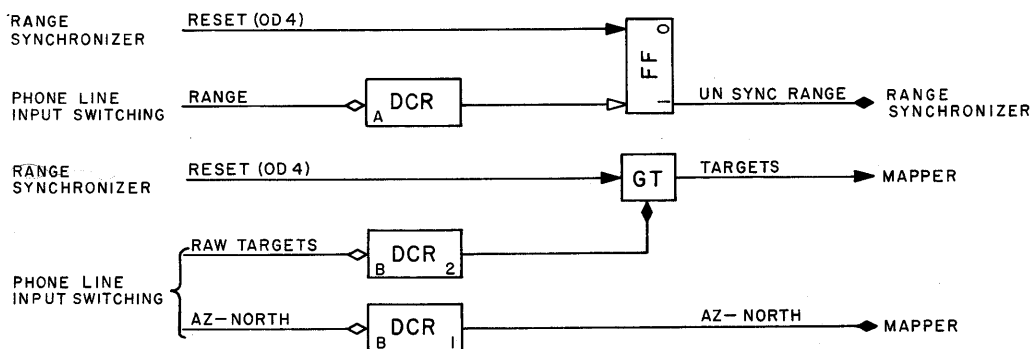 RANGE
SYNCHRONIZER
RESET (OD 4)
FF
0
1
PHONE LINE
INPUT SWITCHING
RANGE
DCR
A
UN SYNC RANGE
RANGE
SYNCHRONIZER
RANGE
SYNCHRONIZER
RESET (OD 4)
GT
TARGETS
MAPPER
PHONE LINE
INPUT SWITCHING
RAW TARGETS
DCR
B 2
AZ-NORTH
DCR
B 1
AZ-NORTH
MAPPER